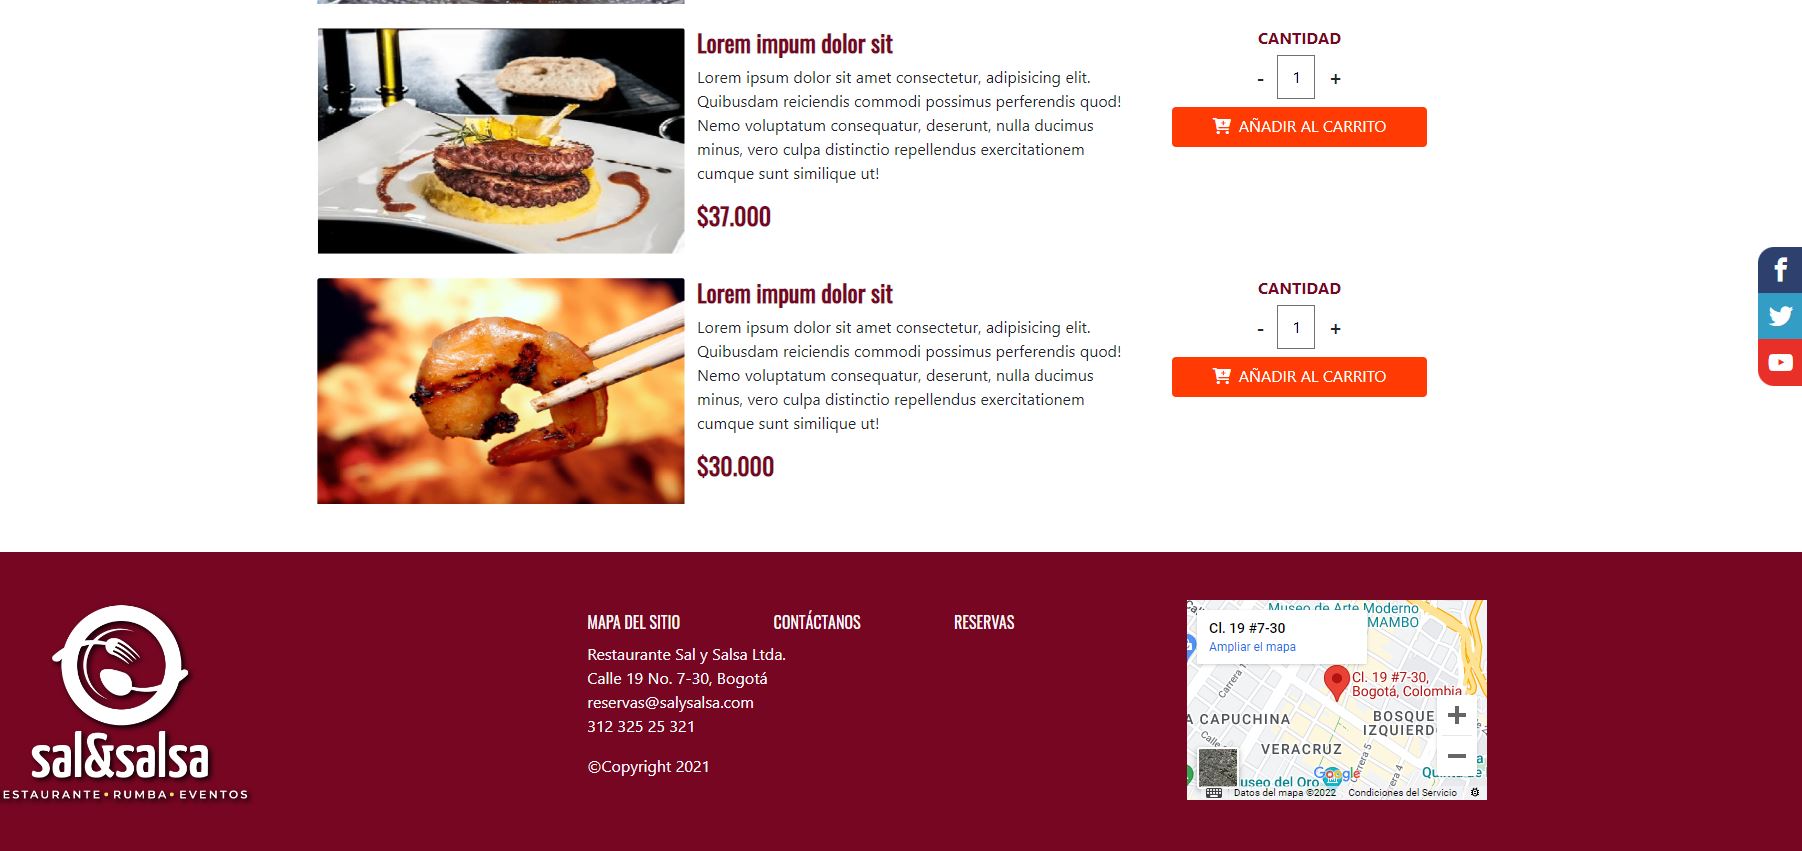 Lorem impum dolor sit
Lorem ipsum dolor sit amet consectetur, adipisicing elit.
Quibusdam reiciendis commodi possimus perferendis quod!
Nemo voluptatum consequatur, deserunt, nulla ducimus
minus, vero culpa distinctio repellendus exercitationem
cumque sunt similique ut!
$37.000
CANTIDAD
- 1 +
AÑADIR AL CARRITO
Lorem impum dolor sit
Lorem ipsum dolor sit amet consectetur, adipisicing elit.
Quibusdam reiciendis commodi possimus perferendis quod!
Nemo voluptatum consequatur, deserunt, nulla ducimus
minus, vero culpa distinctio repellendus exercitationem
cumque sunt similique ut!
$30.000
CANTIDAD
- 1 +
AÑADIR AL CARRITO
sal&salsa
ESTAURANTE • RUMBA • EVENTOS
MAPA DEL SITIO CONTÁCTANOS RESERVAS
Restaurante Sal y Salsa Ltda.
Calle 19 No. 7-30, Bogotá
reservas@salysalsa.com
312 325 25 321
©Copyright 2021
Museo de Arte Moderno
MAMBO
Cl. 19 #7-30
Ampliar el mapa
Carrera 1
Cl. 19 #7-30,
Bogotá, Colombia
A CAPUCHINA
BOSQUE
IZQUIERD
Calle
VERACRUZ
Carrera 5
Museo del Oro
Google
Datos del mapa ©2022 Condiciones del Servicio